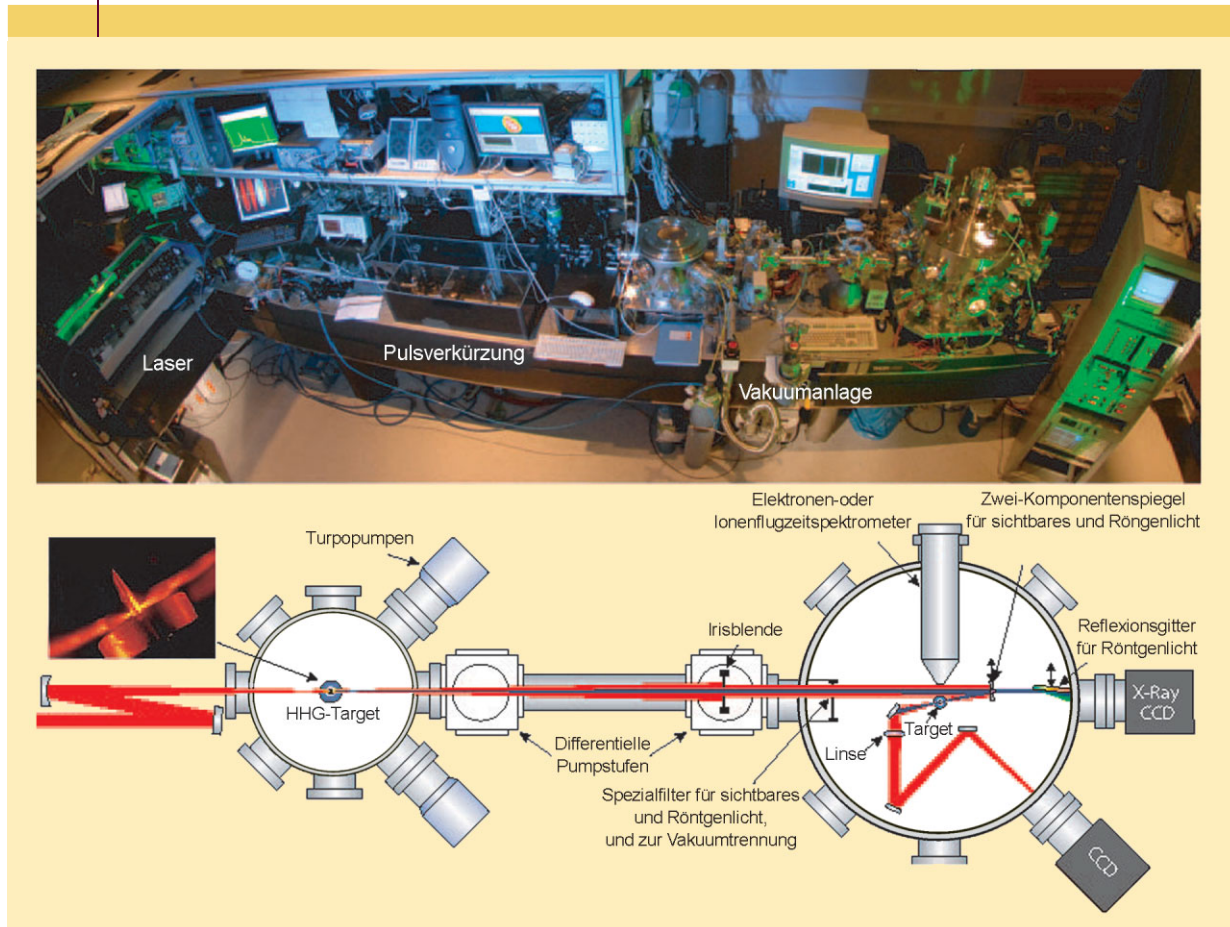 Laser
Pulsverkürzung
Vakuumanlage
Elektronen-oder
Ionenflugzeitspektrometer
Zwei-Komponentenspiegel
für sichtbares und Röngenlicht
Turpopumpen
Irisblende
Reflexionsgitter
für Röntgenlicht
HHG-Target
X-Ray
CCD
Target
Linse
Differentielle
Pumpstufen
Spezialfilter für sichtbares
und Röntgenlicht,
und zur Vakuumtrennung
CCD